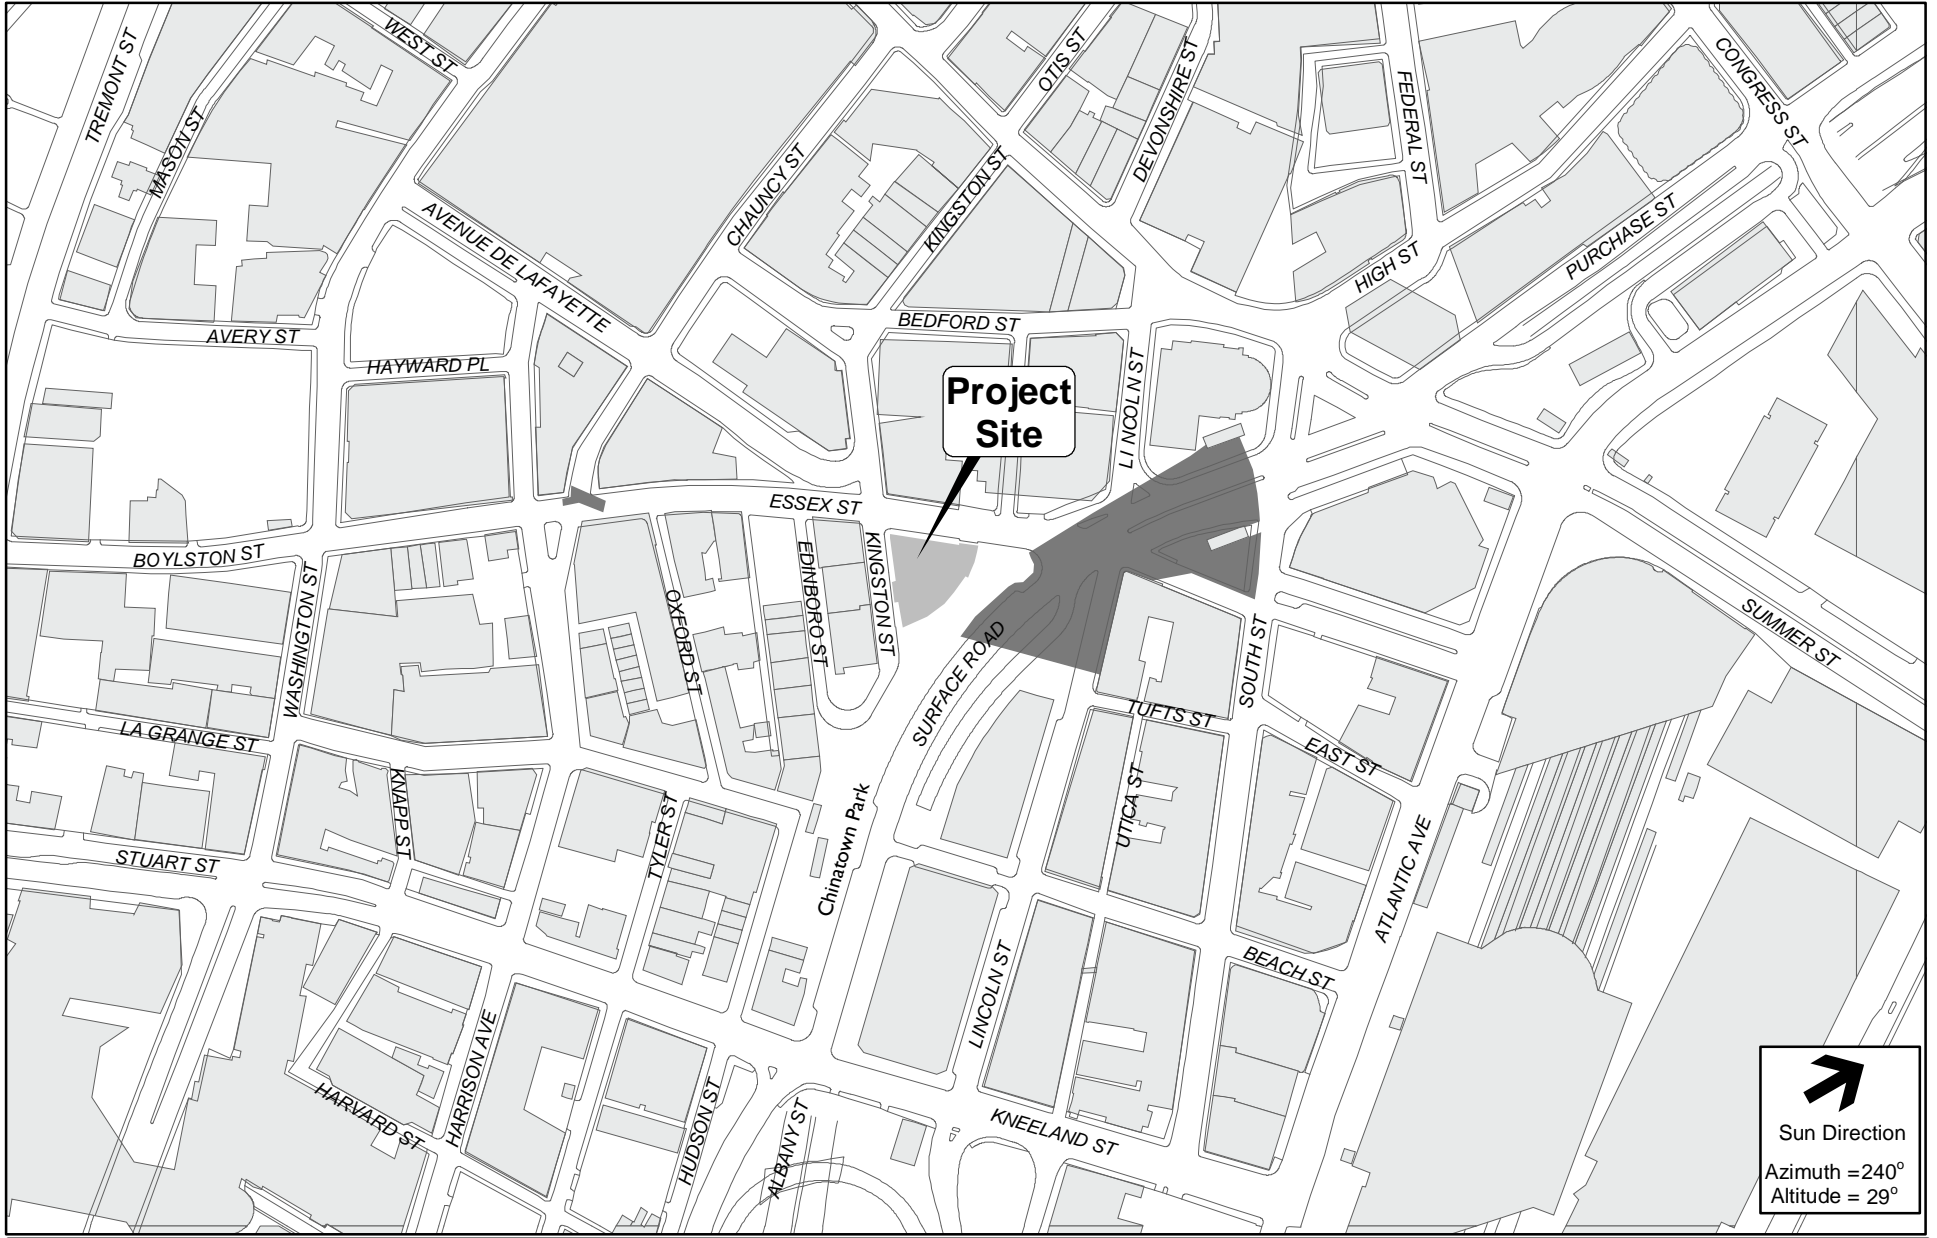 WEST ST
TREMONT ST
MASON ST
OTIS ST
DEVONSHIRE ST
FEDERAL ST
CONGRESS ST
CHAUNCY ST
KINGSTON ST
AVENUE DE LAFAYETTE
PURCHASE ST
HIGH ST
AVERY ST
BEDFORD ST
HAYWARD PL
LINCOLN ST
Project
Site
ESSEX ST
BOYLSTON ST
WASHINGTON ST
OXFORD ST
EDINBORO ST
KINGSTON ST
SURFACE ROAD
SOUTH ST
SUMMER ST
TUFTS ST
LA GRANGE ST
EAST ST
KNAPP ST
TYLER ST
UTICA ST
Chinatown Park
STUART ST
ATLANTIC AVE
BEACH ST
LINCOLN ST
HARRISON AVE
HARVARD ST
HUDSON ST
ALBANY ST
KNEELAND ST
Sun Direction
Azimuth =240°
Altitude = 29°